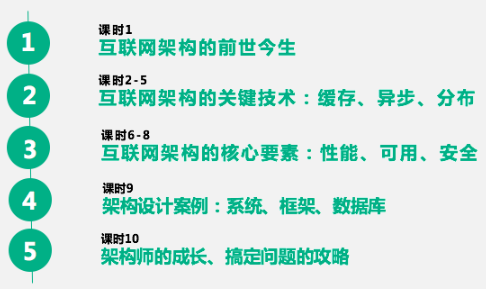 1
课时1
互联网架构的前世今生
2
课时2-5
互联网架构的关键技术：缓存、异步、分布
3
课时6-8
互联网架构的核心要素：性能、可用、安全
4
课时9
架构设计案例：系统、框架、数据库
5
课时10
架构师的成长、搞定问题的攻略